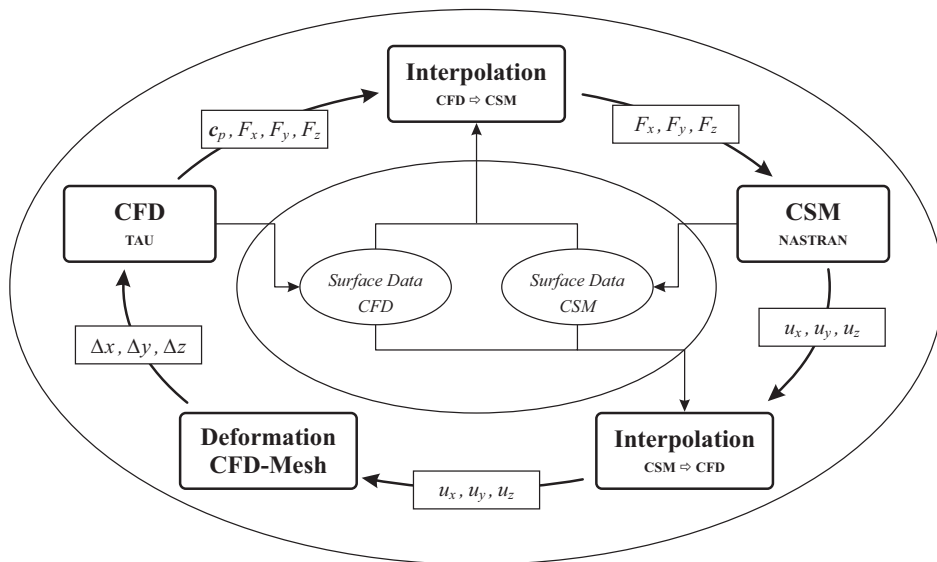 Interpolation
CFD ⇨ CSM
c_p, F_x, F_y, F_z
F_x, F_y, F_z
CFD
TAU
CSM
NASTRAN
Surface Data
CFD
Surface Data
CSM
Δx, Δy, Δz
u_x, u_y, u_z
Deformation
CFD-Mesh
Interpolation
CSM ⇨ CFD
u_x, u_y, u_z